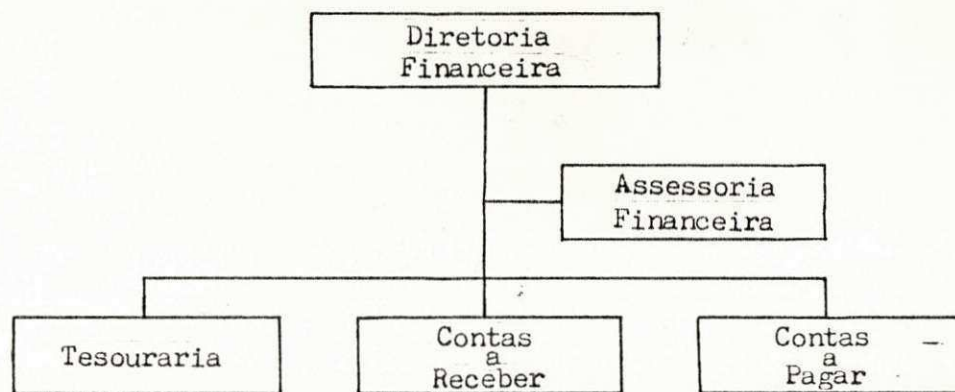 Diretoria
Financeira
Assessoria
Financeira
Tesouraria
Contas
a
Receber
Contas
a
Pagar